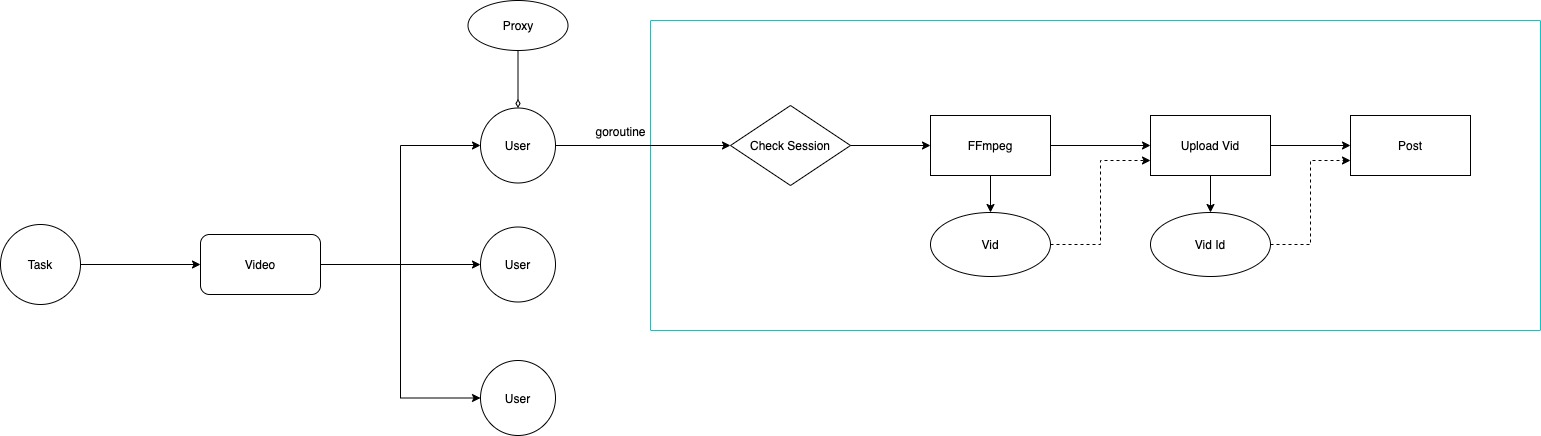 Proxy
User
goroutine
Check Session
FFmpeg
Upload Vid
Post
Vid
Vid Id
Task
Video
User
User